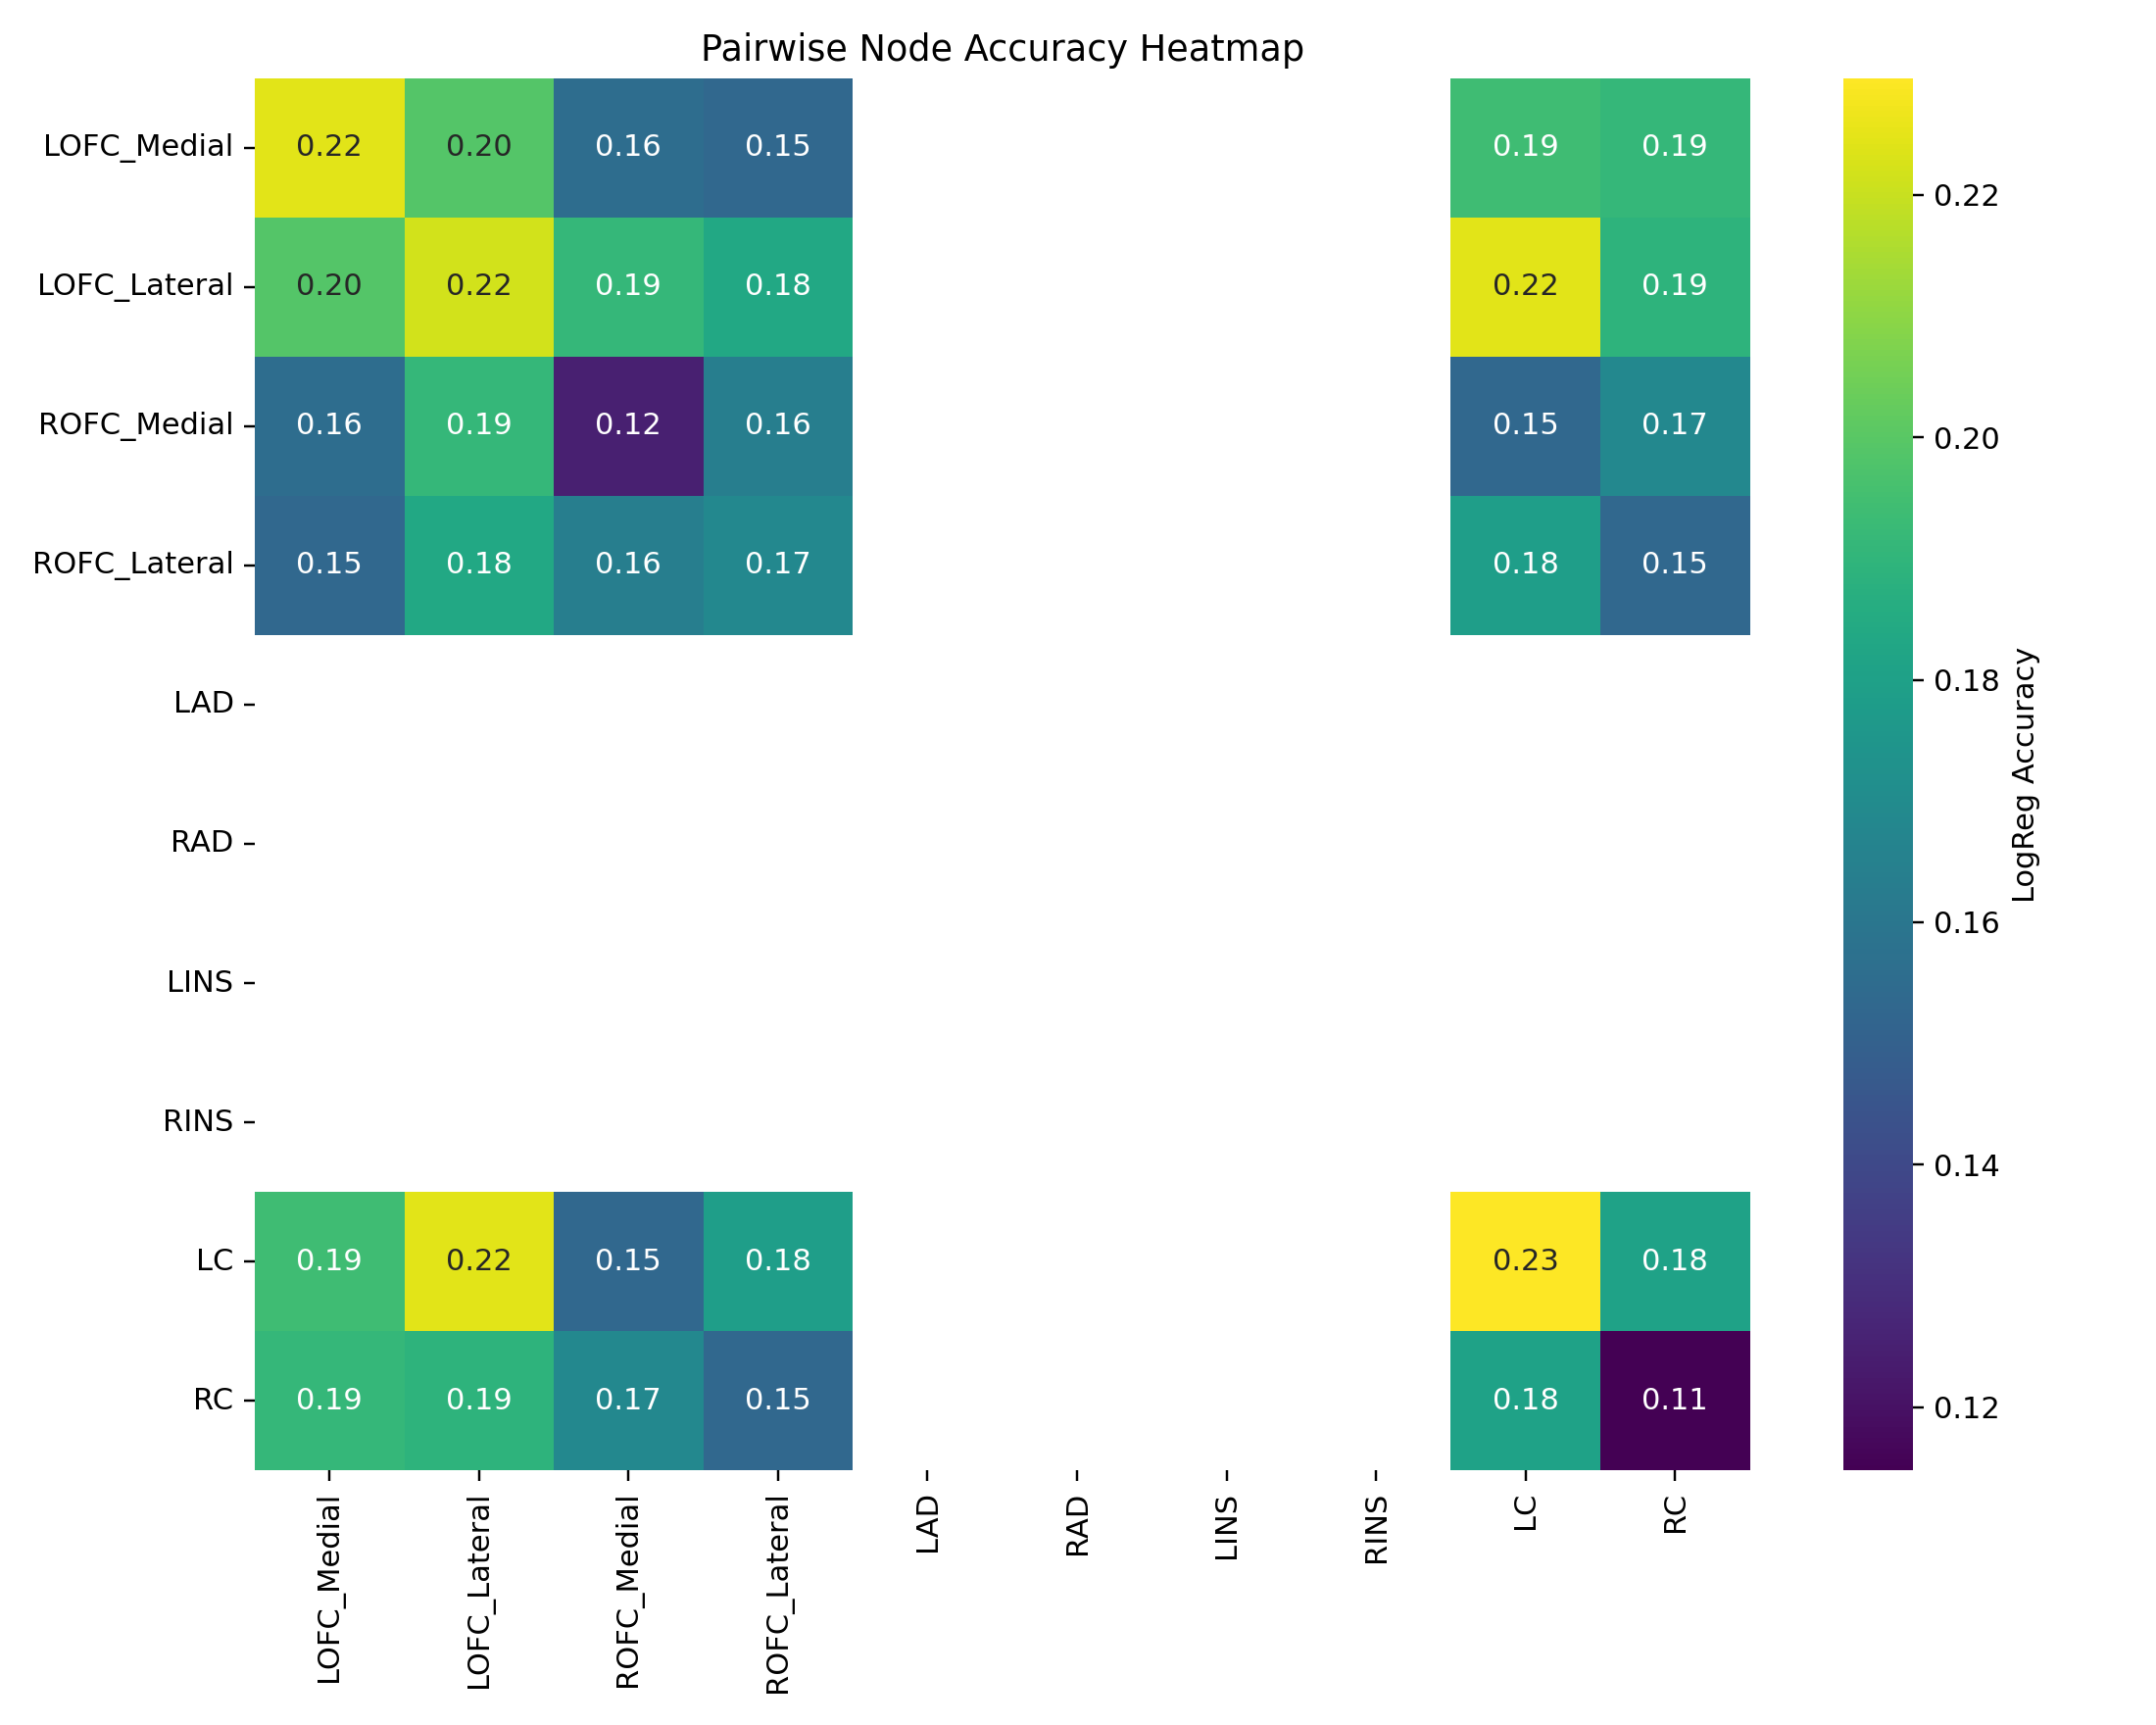 Pairwise Node Accuracy Heatmap
LOFC_Medial 0.22 0.20 0.16 0.15 0.19 0.19
LOFC_Lateral 0.20 0.22 0.19 0.18 0.22 0.19
ROFC_Medial 0.16 0.19 0.12 0.16 0.15 0.17
ROFC_Lateral 0.15 0.18 0.16 0.17 0.18 0.15
LAD
RAD
LINS
RINS
LC 0.19 0.22 0.15 0.18 0.23 0.18
RC 0.19 0.19 0.17 0.15 0.18 0.11
LOFC_Medial
LOFC_Lateral
ROFC_Medial
ROFC_Lateral
LAD
RAD
LINS
RINS
LC
RC
0.22
0.20
0.18
0.16
0.14
0.12
LogReg Accuracy